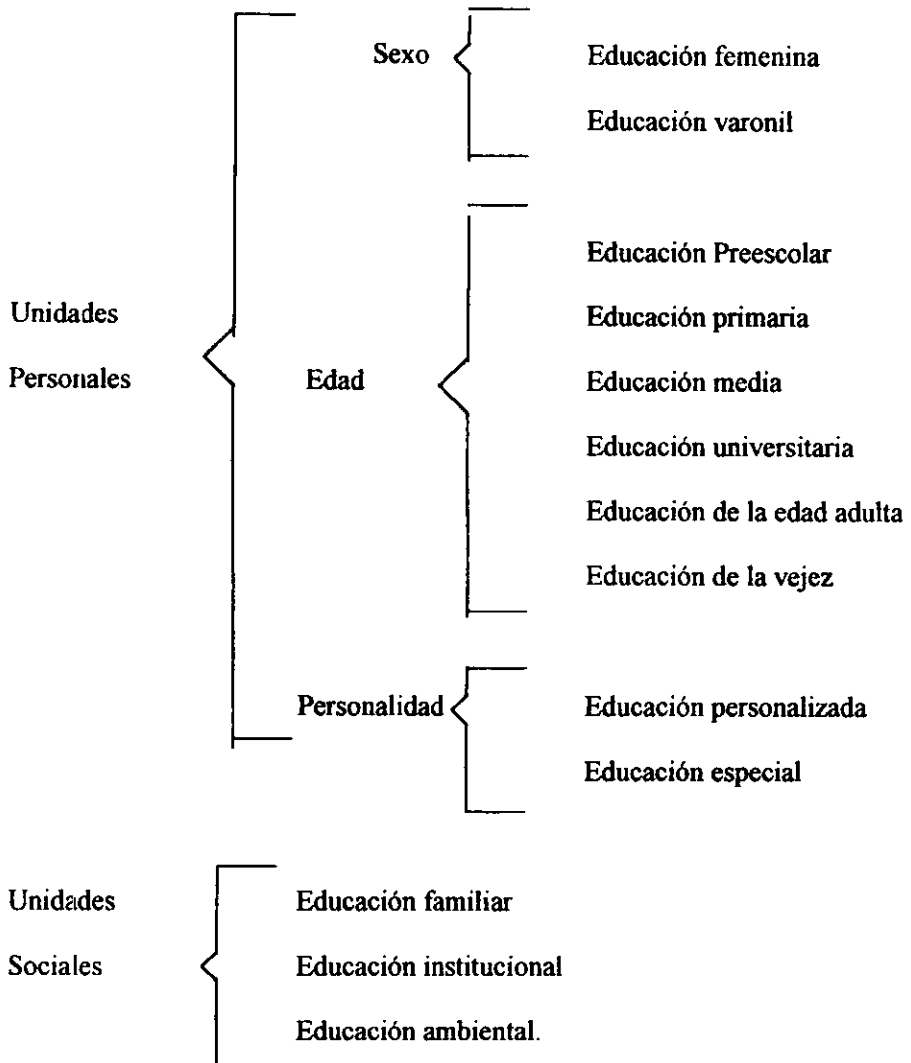 Sexo
Educación femenina
Educación varonil
Unidades
Personales
Edad
Educación Preescolar
Educación primaria
Educación media
Educación universitaria
Educación de la edad adulta
Educación de la vejez
Personalidad
Educación personalizada
Educación especial
Unidades
Sociales
Educación familiar
Educación institucional
Educación ambiental.